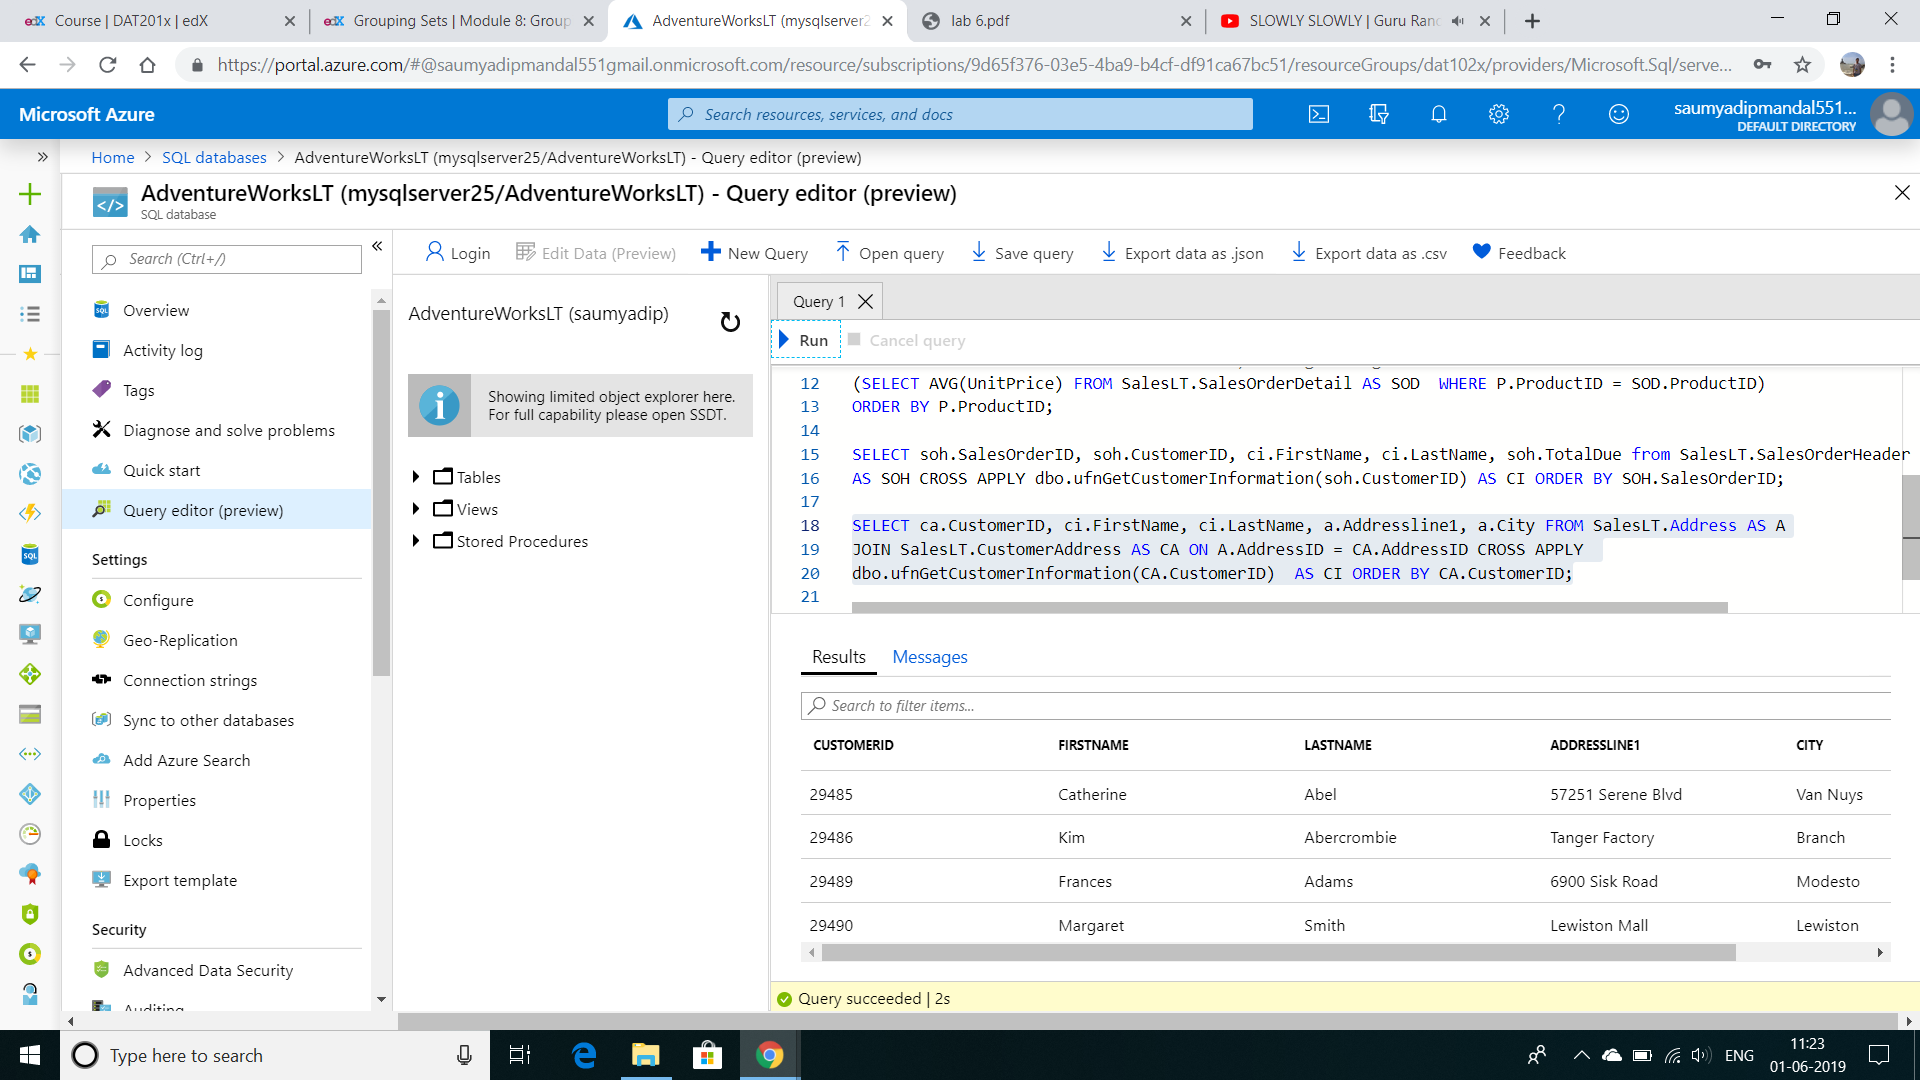 Course | DAT201x | edX
Grouping Sets | Module 8: Group
AdventureWorksLT (mysqlserver2
lab 6.pdf
SLOWLY SLOWLY | Guru Ran
https://portal.azure.com/#@saumyadipmandal551gmail.onmicrosoft.com/resource/subscriptions/9d65f376-03e5-4ba9-b4cf-df91ca67bc51/resourceGroups/dat102x/providers/Microsoft.Sql/serve...
Microsoft Azure
Search resources, services, and docs
saumyadipmandal551...
DEFAULT DIRECTORY
Home > SQL databases > AdventureWorksLT (mysqlserver25/AdventureWorksLT) - Query editor (preview)
AdventureWorksLT (mysqlserver25/AdventureWorksLT) - Query editor (preview)
SQL database
Search (Ctrl+/)
Overview
Activity log
Tags
Diagnose and solve problems
Quick start
Query editor (preview)
Settings
Configure
Geo-Replication
Connection strings
Sync to other databases
Add Azure Search
Properties
Locks
Export template
Security
Advanced Data Security
Auditing
Login
Edit Data (Preview)
New Query
Open query
Save query
Export data as .json
Export data as .csv
Feedback
AdventureWorksLT (saumyadip)
Showing limited object explorer here.
For full capability please open SSDT.
Tables
Views
Stored Procedures
Query 1
Run
Cancel query
12 (SELECT AVG(UnitPrice) FROM SalesLT.SalesOrderDetail AS SOD  WHERE P.ProductID = SOD.ProductID)
13 ORDER BY P.ProductID;
14
15 SELECT soh.SalesOrderID, soh.CustomerID, ci.FirstName, ci.LastName, soh.TotalDue from SalesLT.SalesOrderHeader
16 AS SOH CROSS APPLY dbo.ufnGetCustomerInformation(soh.CustomerID) AS CI ORDER BY SOH.SalesOrderID;
17
18 SELECT ca.CustomerID, ci.FirstName, ci.LastName, a.Addressline1, a.City FROM SalesLT.Address AS A
19 JOIN SalesLT.CustomerAddress AS CA ON A.AddressID = CA.AddressID CROSS APPLY
20 dbo.ufnGetCustomerInformation(CA.CustomerID)  AS CI ORDER BY CA.CustomerID;
21
Results
Messages
Search to filter items...
CUSTOMERID FIRSTNAME LASTNAME ADDRESSLINE1 CITY
29485 Catherine Abel 57251 Serene Blvd Van Nuys
29486 Kim Abercrombie Tanger Factory Branch
29489 Frances Adams 6900 Sisk Road Modesto
29490 Margaret Smith Lewiston Mall Lewiston
Query succeeded | 2s
Type here to search
ENG
11:23
01-06-2019